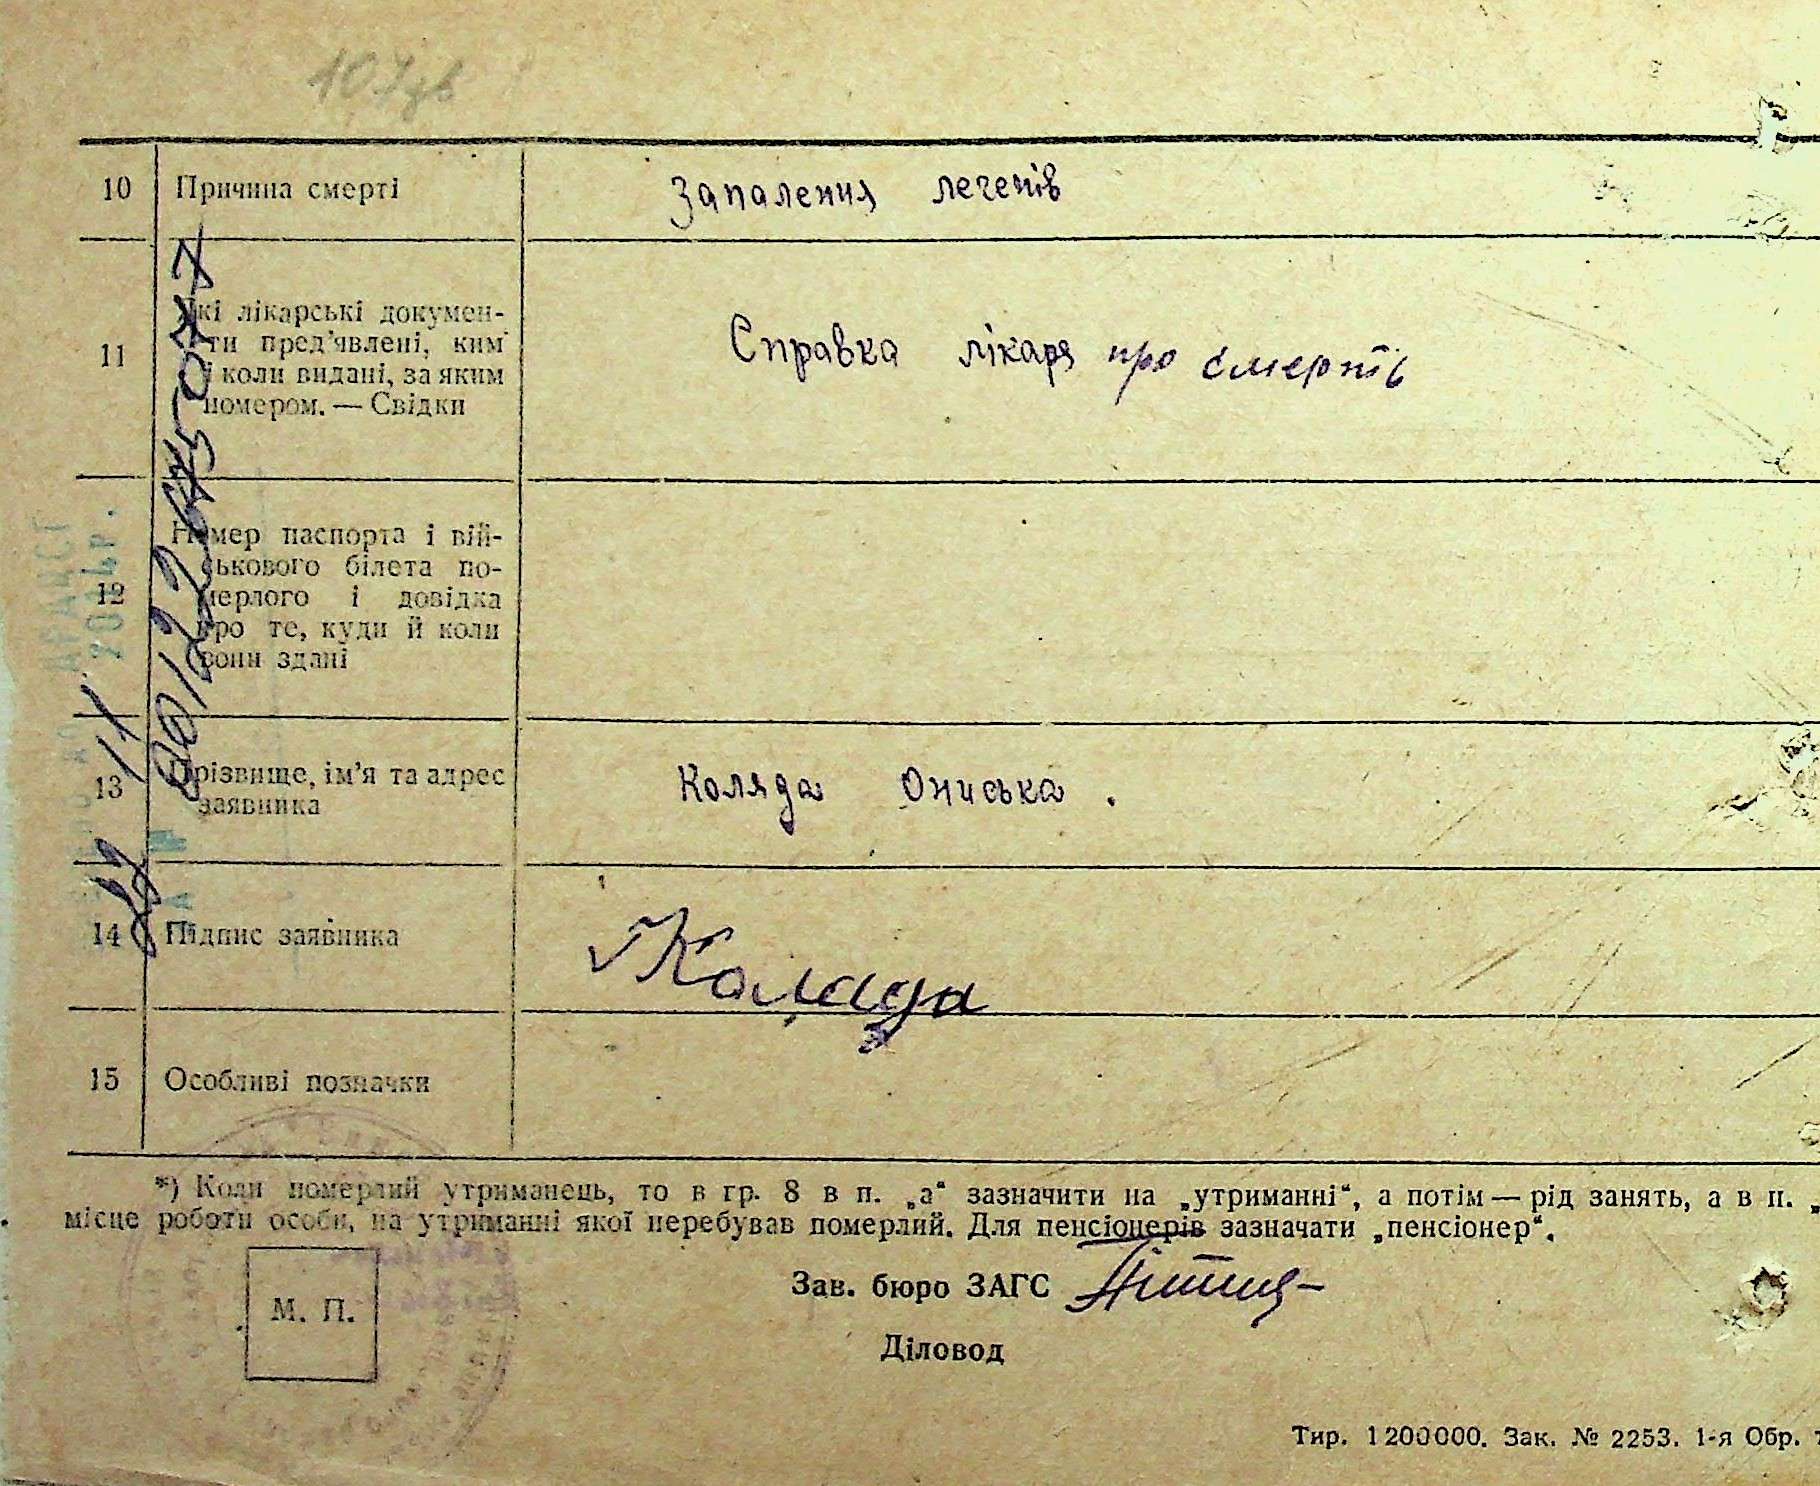 10
Причина смерті
Запалення легенів
11
Які лікарські докумен-
ти пред'явлені, ким
і коли видані, за яким
номером. — Свідки
Справка лікаря про смерть
12
Номер паспорта і вій-
ськового білета по-
мерлого і довідка
про те, куди й коли
вони здані
13
Прізвище, ім'я та адрес
заявника
Коляда Ониська.
14
Підпис заявника
Коляда
15
Особливі позначки
*) Коли померлий утриманець, то в гр. 8 в п. „а“ зазначити на „утриманні“, а потім — рід занять, а в п. „
місце роботи особи, на утриманні якої перебував померлий. Для пенсіонерів зазначати „пенсіонер“.
Зав. бюро ЗАГС
М. П.
Діловод
Тир. 1200000. Зак. № 2253. 1-я Обр.